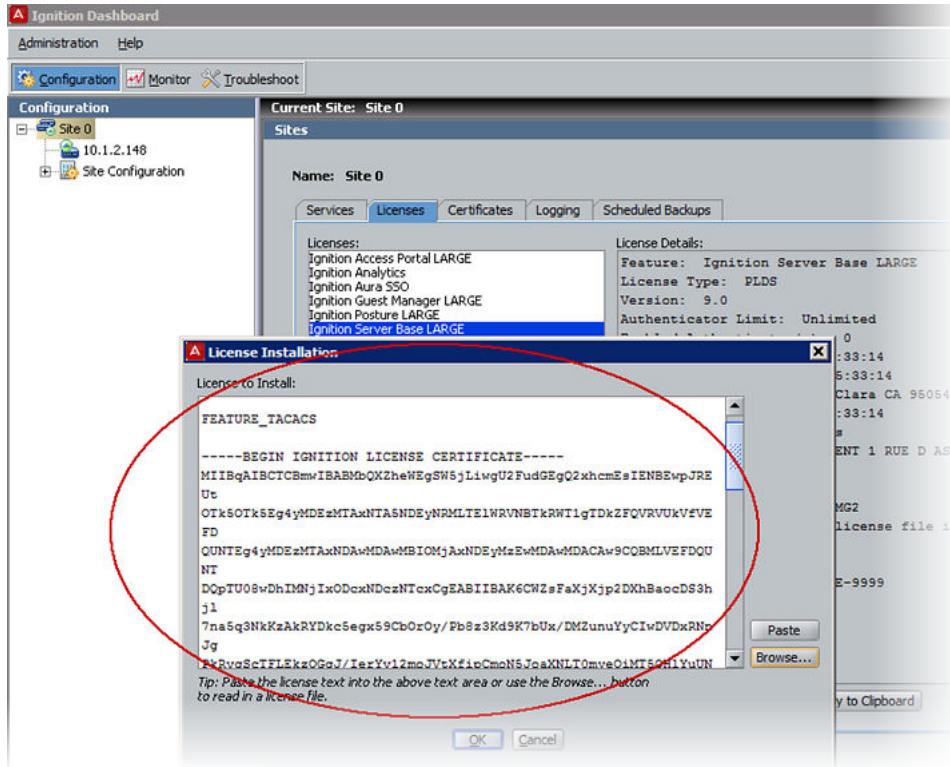 Ignition Dashboard
Administration Help
Configuration Monitor Troubleshoot
Configuration
Site 0
10.1.2.148
Site Configuration
Current Site: Site 0
Sites
Name: Site 0
Services Licenses Certificates Logging Scheduled Backups
Licenses:
Ignition Access Portal LARGE
Ignition Analytics
Ignition Aura SSO
Ignition Guest Manager LARGE
Ignition Posture LARGE
Ignition Server Base LARGE
License Details:
Feature: Ignition Server Base LARGE
License Type: PLDS
Version: 9.0
Authenticator Limit: Unlimited
0
:33:14
5:33:14
Clara CA 95054
:33:14
s
ENT 1 RUE D AS
MG2
license file i
E-9999
y to Clipboard
License Installation
License to Install:
FEATURE_TACACS
-----BEGIN IGNITION LICENSE CERTIFICATE-----
MIIBqAIBCTCBmwIBABMbQXZheWEgSW5jLiwgU2FudGEgQ2xhcmEsIENBEwpJRE
Ut
OTk5OTk5Eg4yMDEzMTAxNTA5NDEyNRMLTElWRVNBTkRWT1gTDkZFQVRVUkVfVE
FD
QUNTEg4yMDEzMTAxNDAwMDAwMBIOMjAxNDEyMzEwMDAwMDACAw9CQBMLVEFDQU
NT
DQpTU08wDhIMNjIxODcxNDczNTcxCgEABIIBAK6CWZsFaXjXjp2DXhBaocDS3h
jl
7na5q3NkKzAkRYDkc5egx59CbOrOy/Pb8z3Kd9K7bUx/DMZunuYyCIwDVDxRNp
Jg
Paste
Browse...
Tip: Paste the license text into the above text area or use the Browse... button
to read in a license file.
OK Cancel